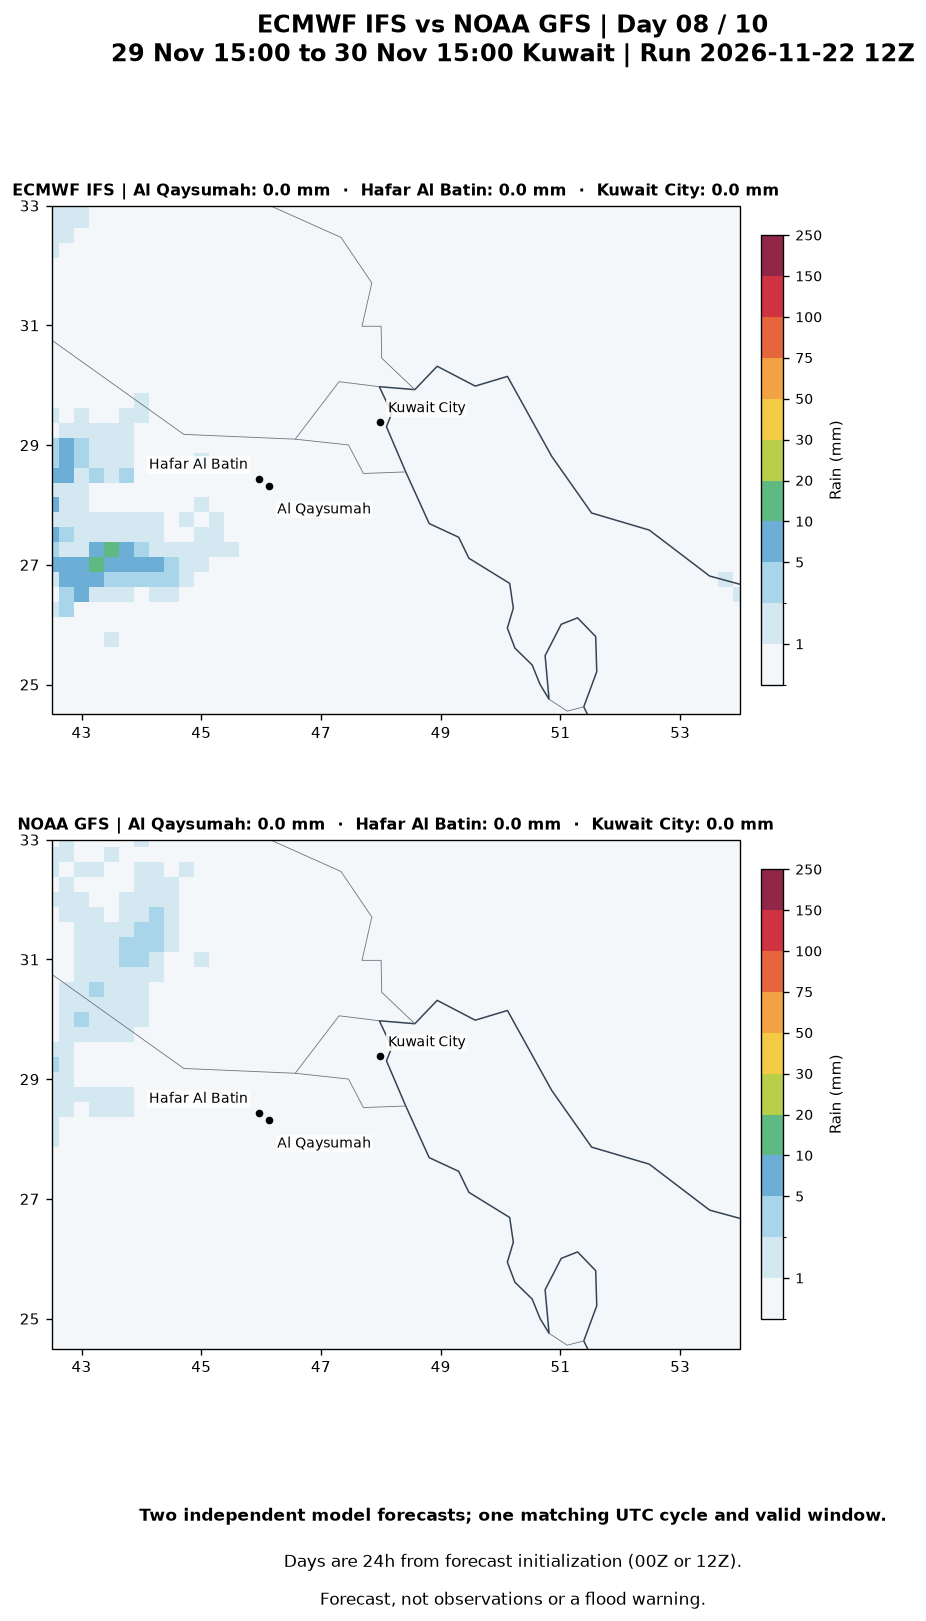 ECMWF IFS vs NOAA GFS | Day 08 / 10
29 Nov 15:00 to 30 Nov 15:00 Kuwait | Run 2026-11-22 12Z
ECMWF IFS | Al Qaysumah: 0.0 mm · Hafar Al Batin: 0.0 mm · Kuwait City: 0.0 mm
33
31
29
27
25
43
45
47
49
51
53
Kuwait City
Hafar Al Batin
Al Qaysumah
250
150
100
75
50
30
20
10
5
1
Rain (mm)
NOAA GFS | Al Qaysumah: 0.0 mm · Hafar Al Batin: 0.0 mm · Kuwait City: 0.0 mm
33
31
29
27
25
43
45
47
49
51
53
Kuwait City
Hafar Al Batin
Al Qaysumah
250
150
100
75
50
30
20
10
5
1
Rain (mm)
Two independent model forecasts; one matching UTC cycle and valid window.
Days are 24h from forecast initialization (00Z or 12Z).
Forecast, not observations or a flood warning.